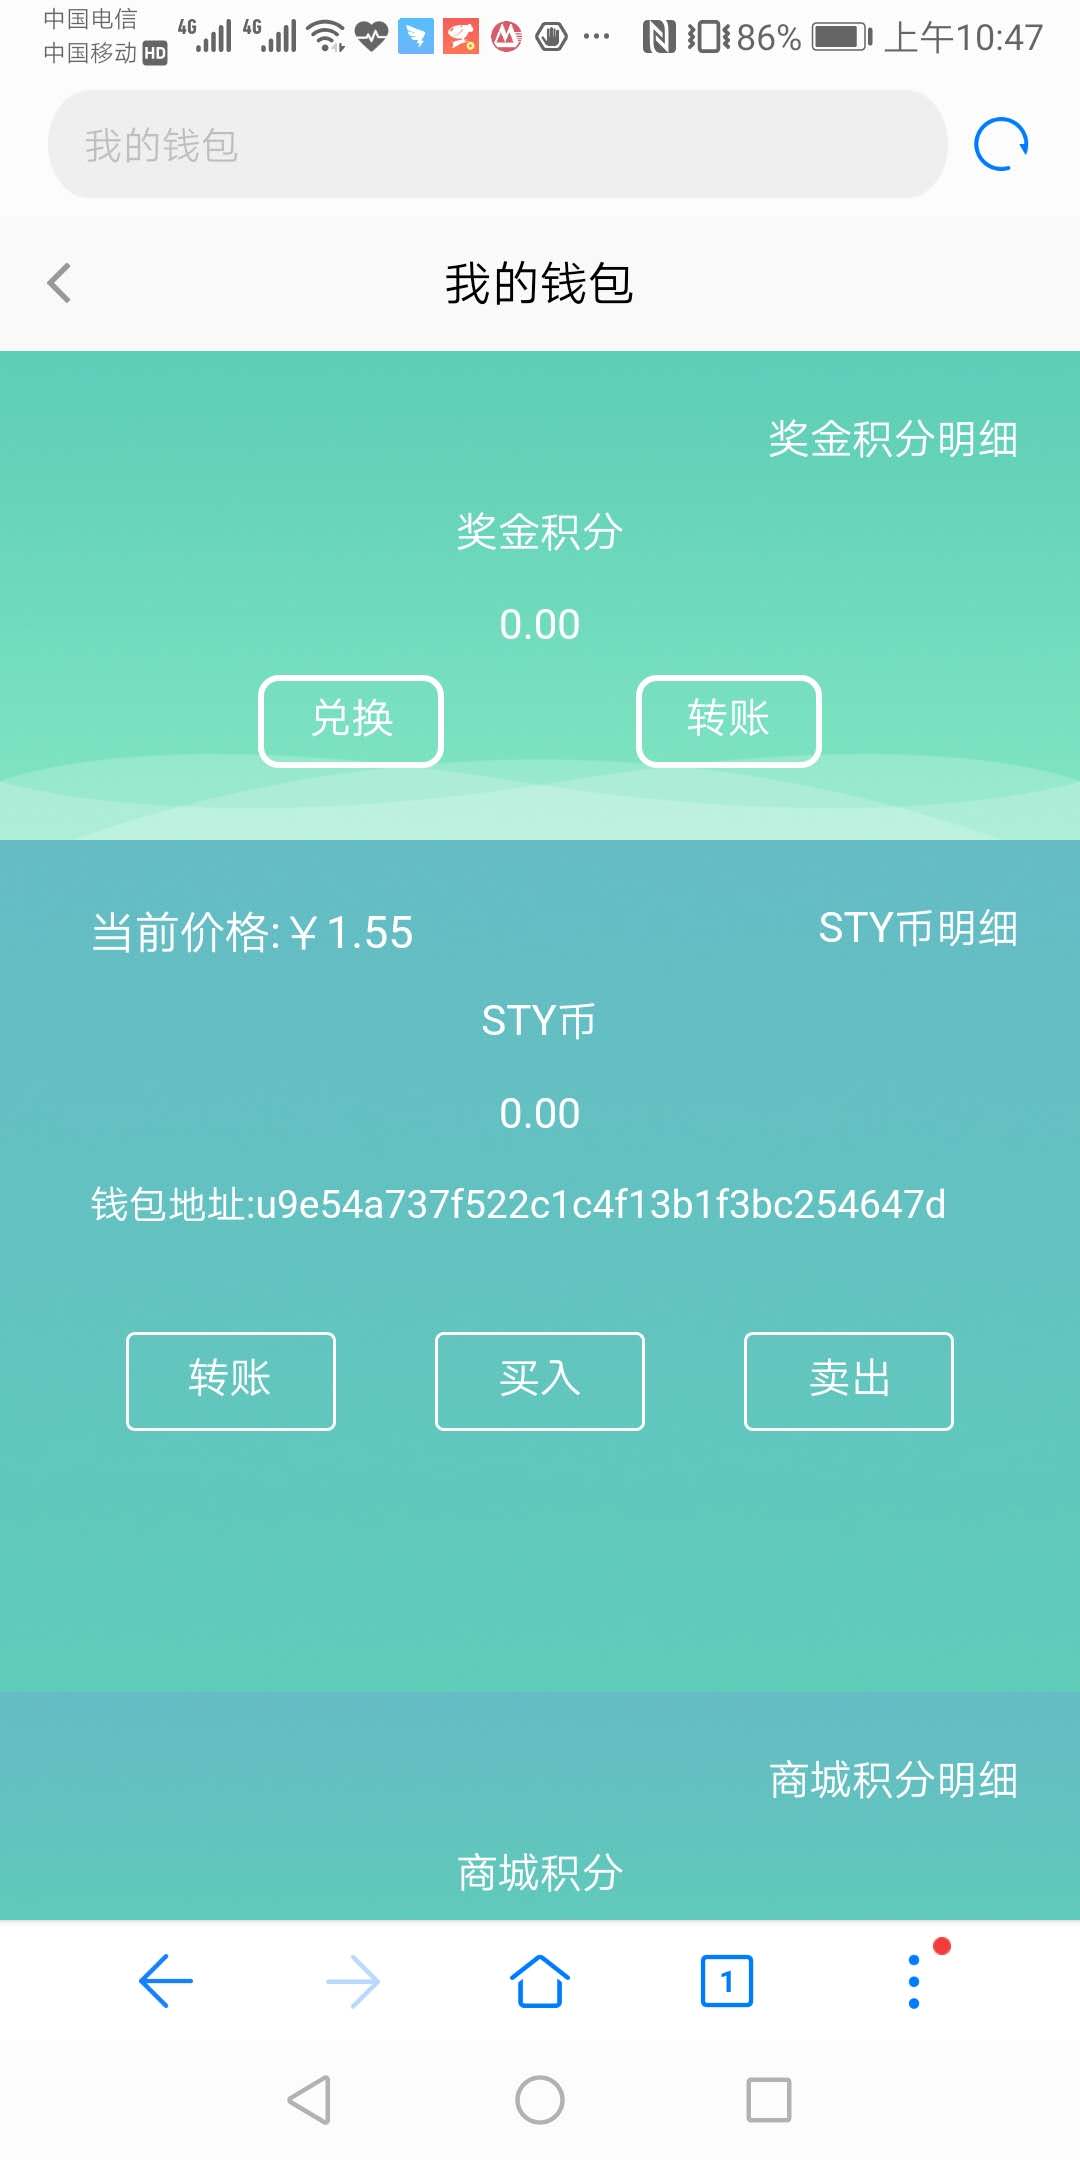 中国电信
中国移动 HD
4G 4G 86% 上午10:47
我的钱包
我的钱包
奖金积分明细
奖金积分
0.00
兑换 转账
当前价格:￥1.55 STY币明细
STY币
0.00
钱包地址:u9e54a737f522c1c4f13b1f3bc254647d
转账 买入 卖出
商城积分明细
商城积分
1